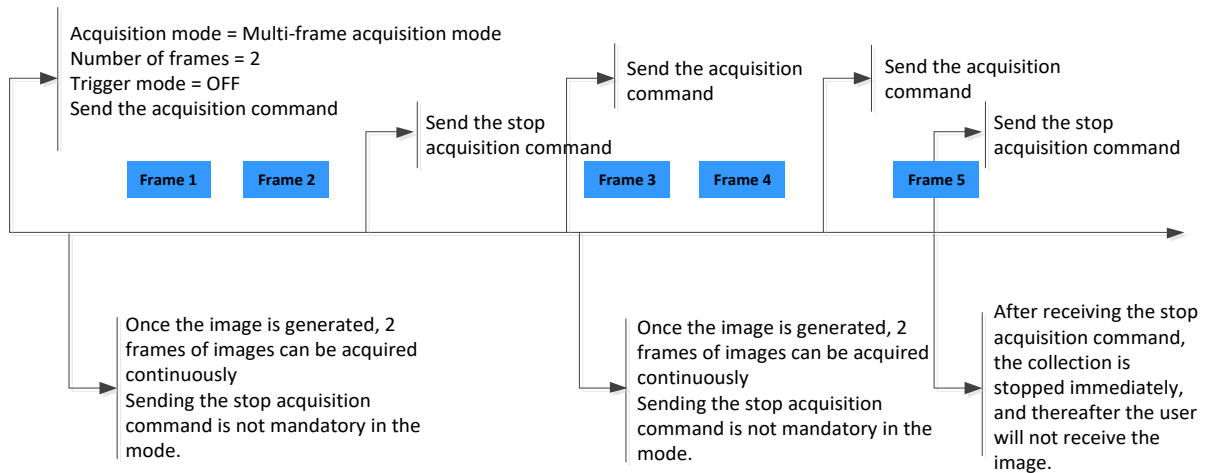 Acquisition mode = Multi-frame acquisition mode
Number of frames = 2
Trigger mode = OFF
Send the acquisition command
Send the stop
acquisition command
Send the acquisition
command
Send the acquisition
command
Send the stop
acquisition command
Frame 1
Frame 2
Frame 3
Frame 4
Frame 5
Once the image is generated, 2
frames of images can be acquired
continuously
Sending the stop acquisition
command is not mandatory in the
mode.
Once the image is generated, 2
frames of images can be acquired
continuously
Sending the stop acquisition
command is not mandatory in the
mode.
After receiving the stop
acquisition command,
the collection is
stopped immediately,
and thereafter the user
will not receive the
image.